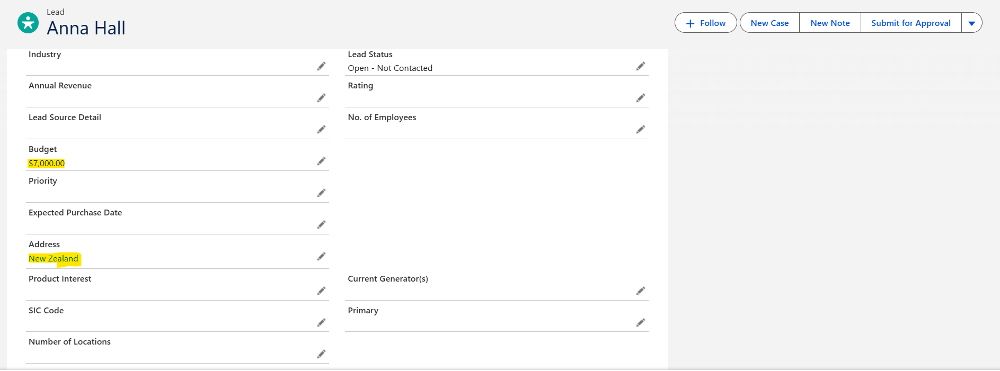 Lead
Anna Hall
Follow
New Case
New Note
Submit for Approval
Industry
Lead Status
Open - Not Contacted
Annual Revenue
Rating
Lead Source Detail
No. of Employees
Budget
$7,000.00
Priority
Expected Purchase Date
Address
New Zealand
Product Interest
Current Generator(s)
SIC Code
Primary
Number of Locations